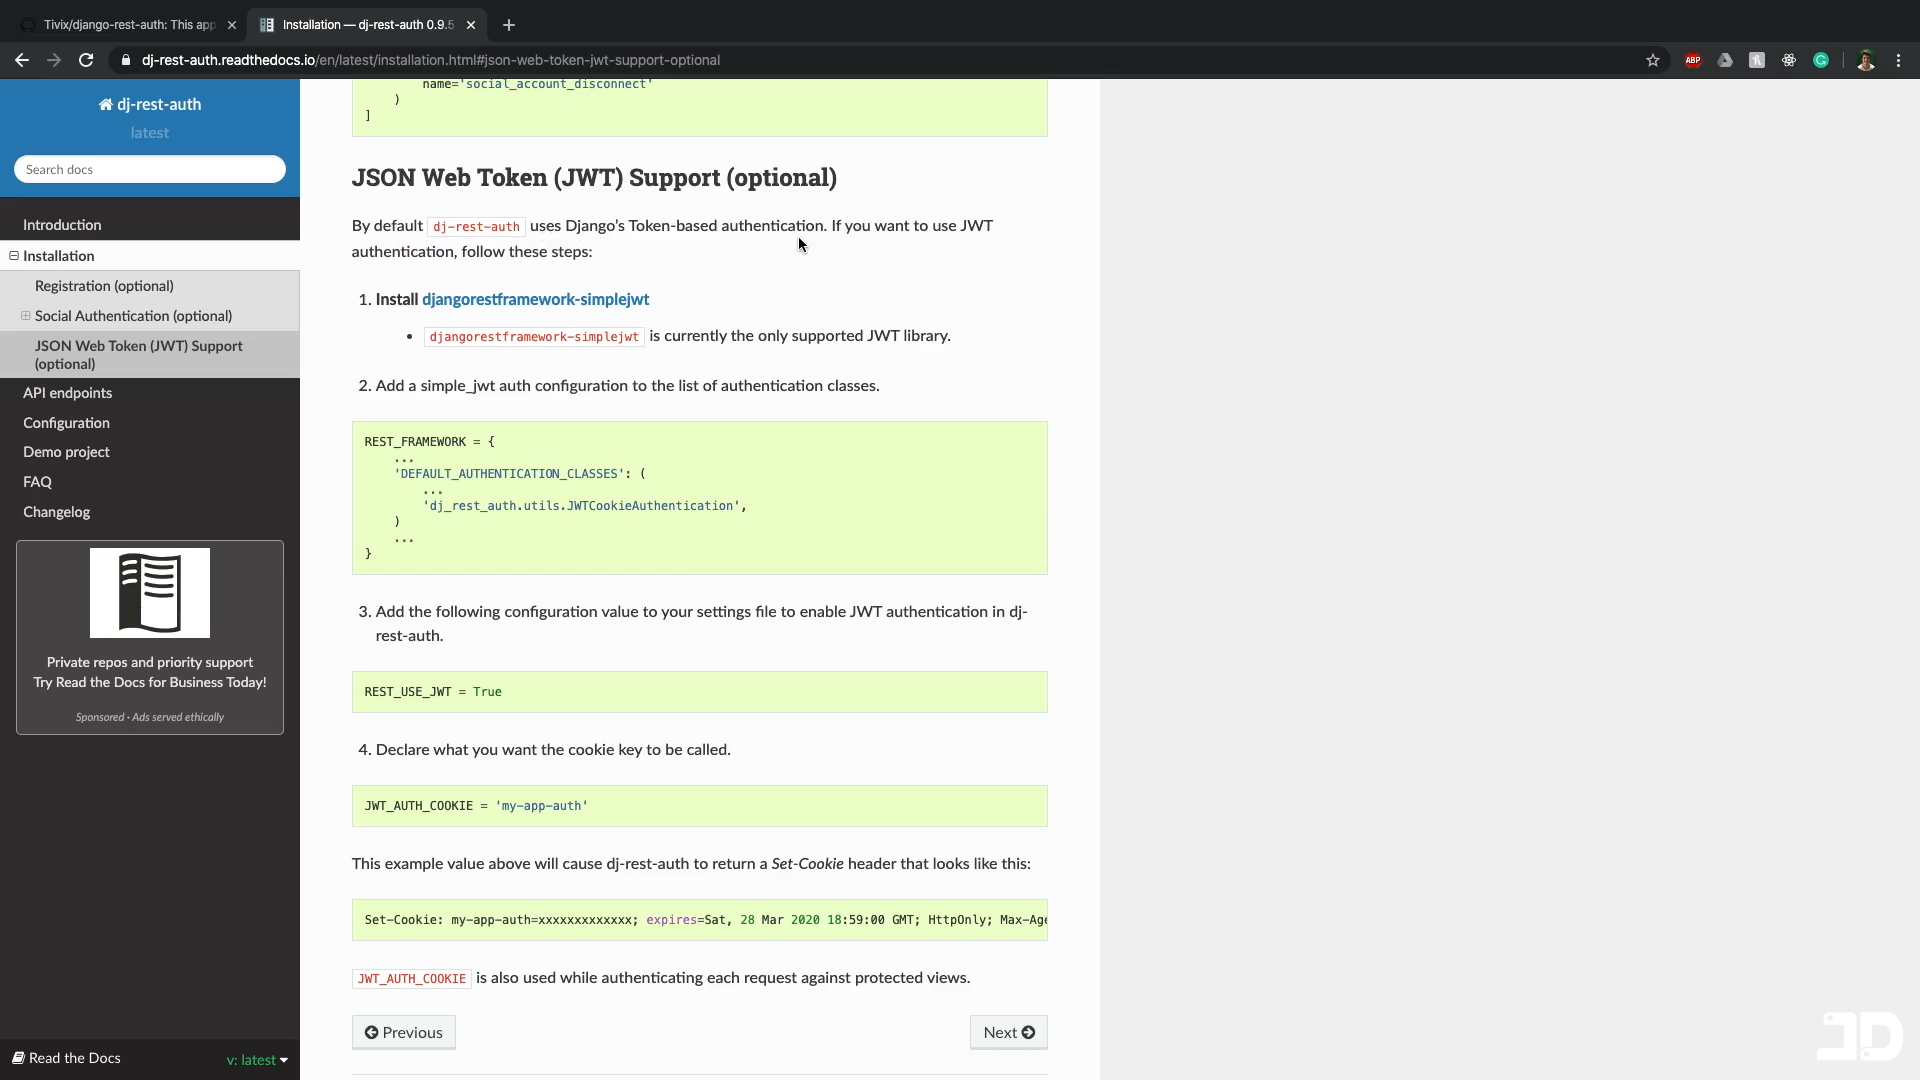 Tivix/django-rest-auth: This app
Installation — dj-rest-auth 0.9.5
dj-rest-auth.readthedocs.io/en/latest/installation.html#json-web-token-jwt-support-optional
ABP
dj-rest-auth
latest
Search docs
Introduction
Installation
Registration (optional)
Social Authentication (optional)
JSON Web Token (JWT) Support
(optional)
API endpoints
Configuration
Demo project
FAQ
Changelog
Private repos and priority support
Try Read the Docs for Business Today!
Sponsored · Ads served ethically
Read the Docs
v: latest
name='social_account_disconnect'
)
]
JSON Web Token (JWT) Support (optional)
By default dj-rest-auth uses Django’s Token-based authentication. If you want to use JWT
authentication, follow these steps:
1. Install djangorestframework-simplejwt
• djangorestframework-simplejwt is currently the only supported JWT library.
2. Add a simple_jwt auth configuration to the list of authentication classes.
REST_FRAMEWORK = {
...
'DEFAULT_AUTHENTICATION_CLASSES': (
...
'dj_rest_auth.utils.JWTCookieAuthentication',
)
...
}
3. Add the following configuration value to your settings file to enable JWT authentication in dj-
rest-auth.
REST_USE_JWT = True
4. Declare what you want the cookie key to be called.
JWT_AUTH_COOKIE = 'my-app-auth'
This example value above will cause dj-rest-auth to return a Set-Cookie header that looks like this:
Set-Cookie: my-app-auth=xxxxxxxxxxxxx; expires=Sat, 28 Mar 2020 18:59:00 GMT; HttpOnly; Max-Age
JWT_AUTH_COOKIE is also used while authenticating each request against protected views.
Previous
Next
JD